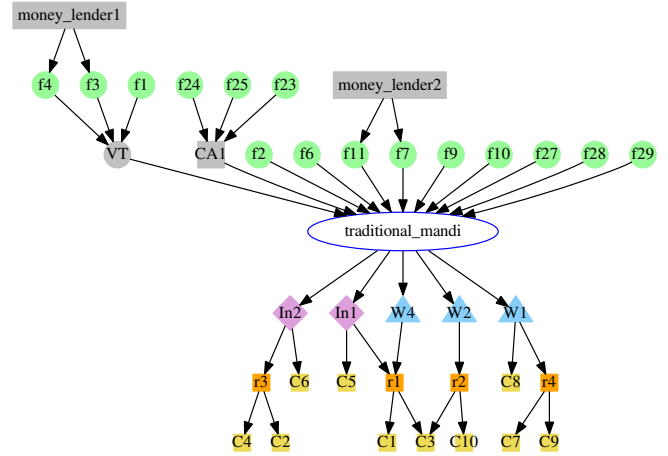 money_lender1
f4 f3 f1 f24 f25 f23 money_lender2
VT CA1 f2 f6 f11 f7 f9 f10 f27 f28 f29
traditional_mandi
In2 In1 W4 W2 W1
r3 C6 C5 r1 r2 C8 r4
C4 C2 C1 C3 C10 C7 C9